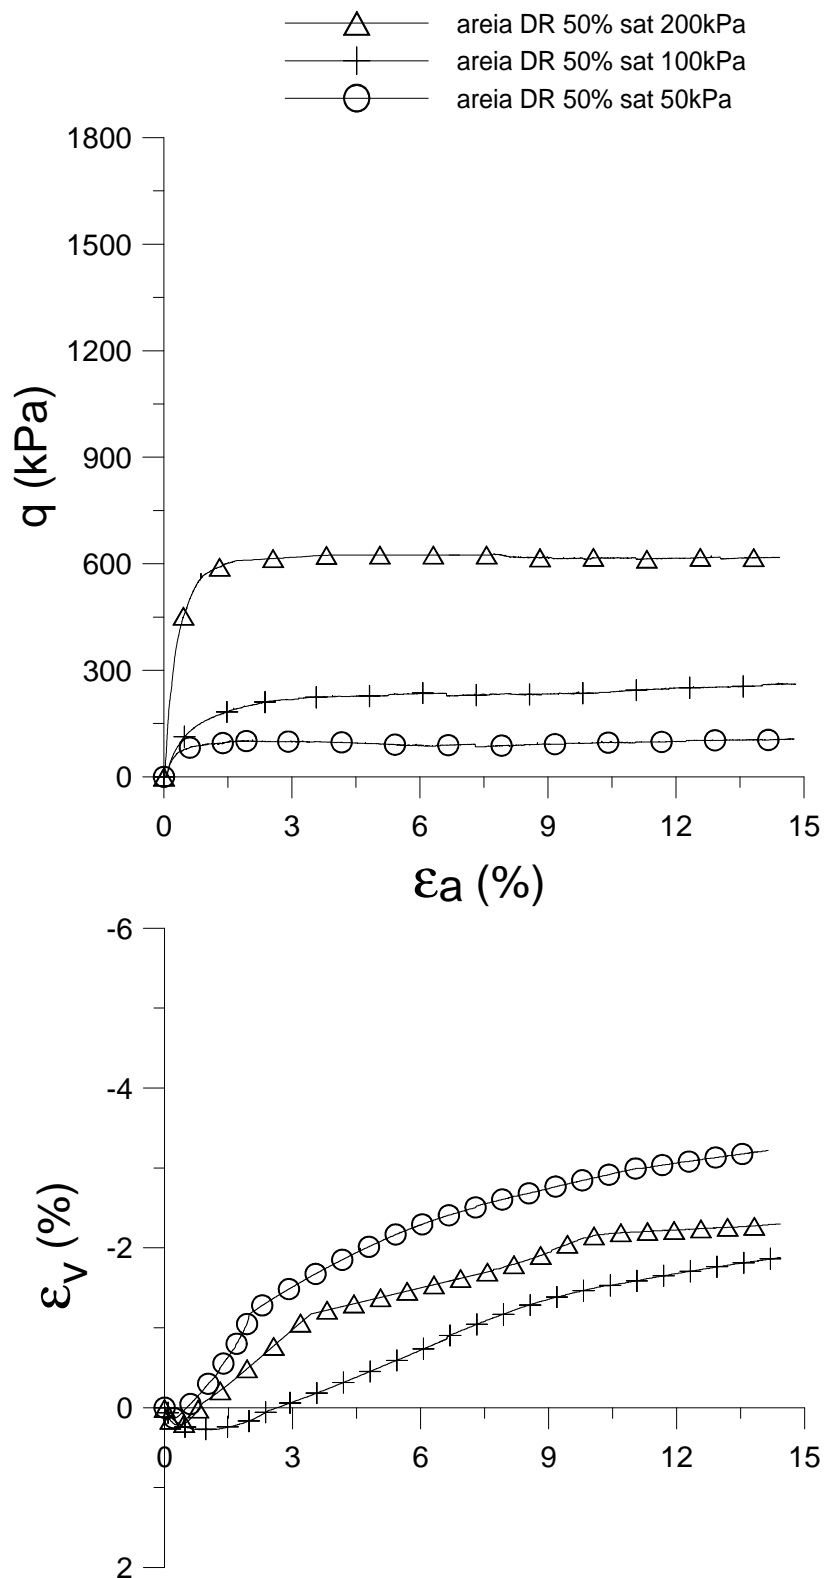 areia DR 50% sat 200kPa
areia DR 50% sat 100kPa
areia DR 50% sat 50kPa
1800
1500
1200
900
600
300
0
q (kPa)
0 3 6 9 12 15
εa (%)
-6
-4
-2
0
2
εv (%)
0 3 6 9 12 15